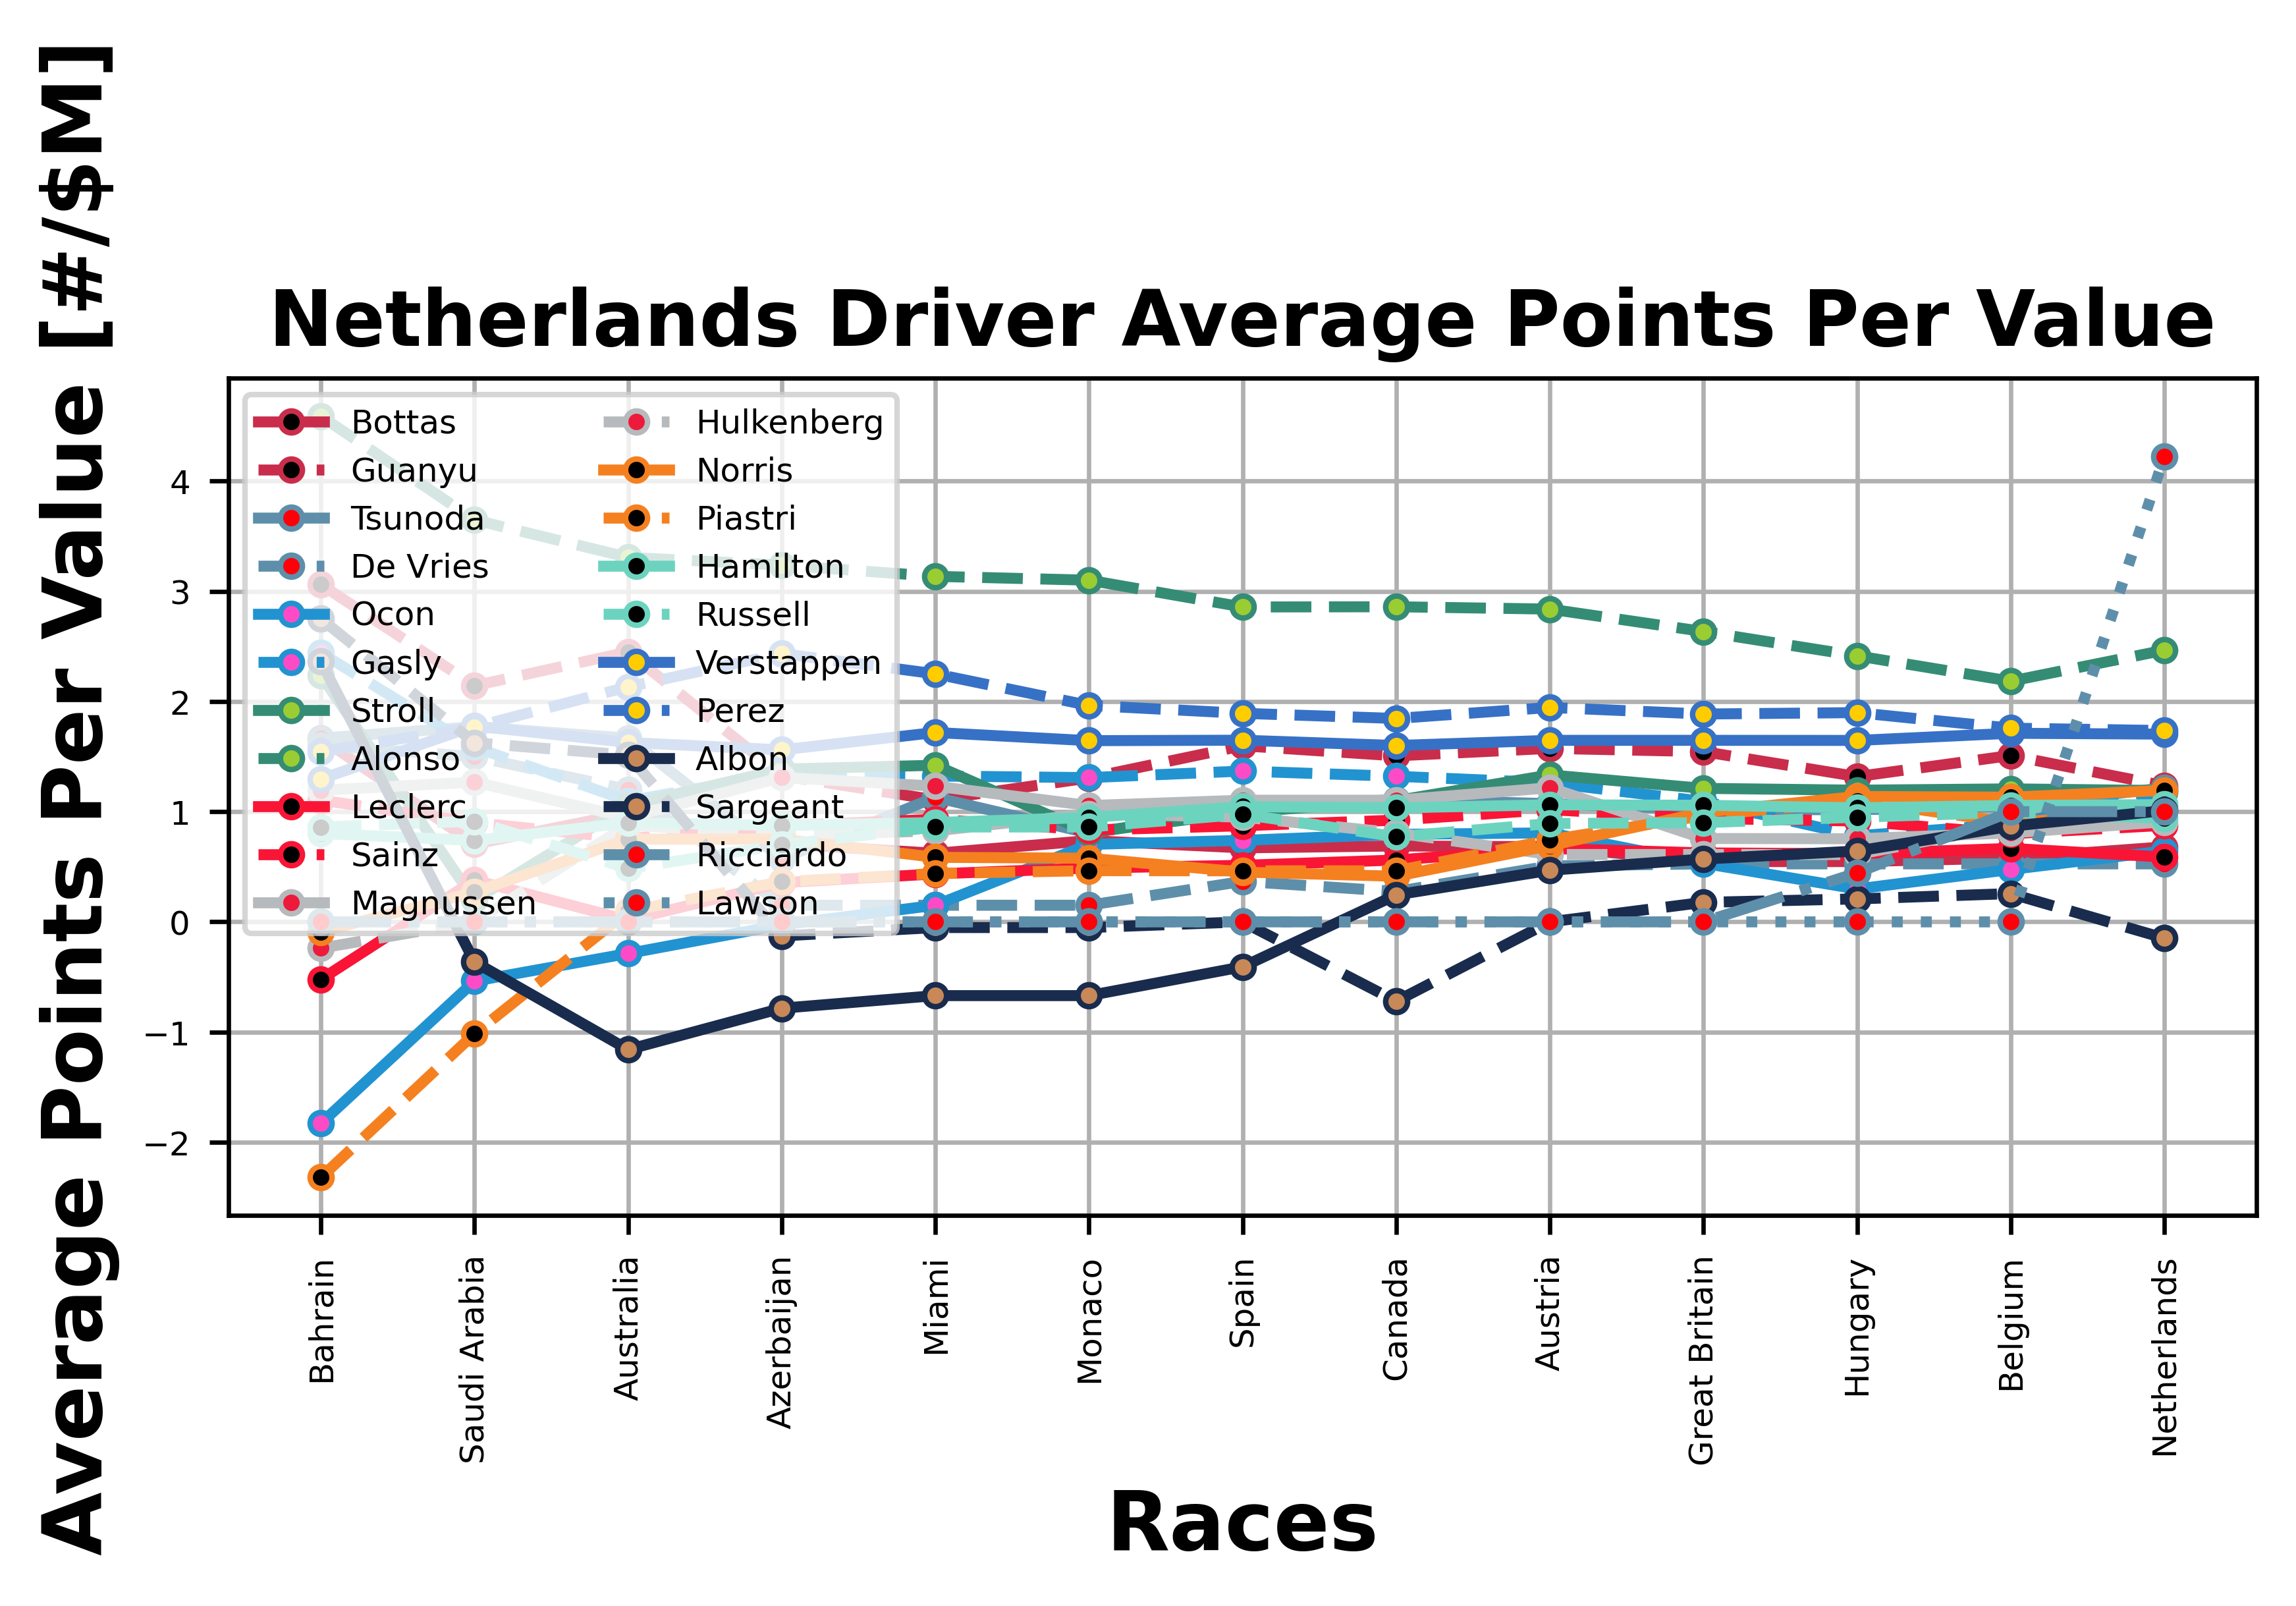 Netherlands Driver Average Points Per Value
Average Points Per Value [#/$M]
4
3
2
1
0
−1
−2
Bottas
Guanyu
Tsunoda
De Vries
Ocon
Gasly
Stroll
Alonso
Leclerc
Sainz
Magnussen
Hulkenberg
Norris
Piastri
Hamilton
Russell
Verstappen
Perez
Albon
Sargeant
Ricciardo
Lawson
Bahrain
Saudi Arabia
Australia
Azerbaijan
Miami
Monaco
Spain
Canada
Austria
Great Britain
Hungary
Belgium
Netherlands
Races